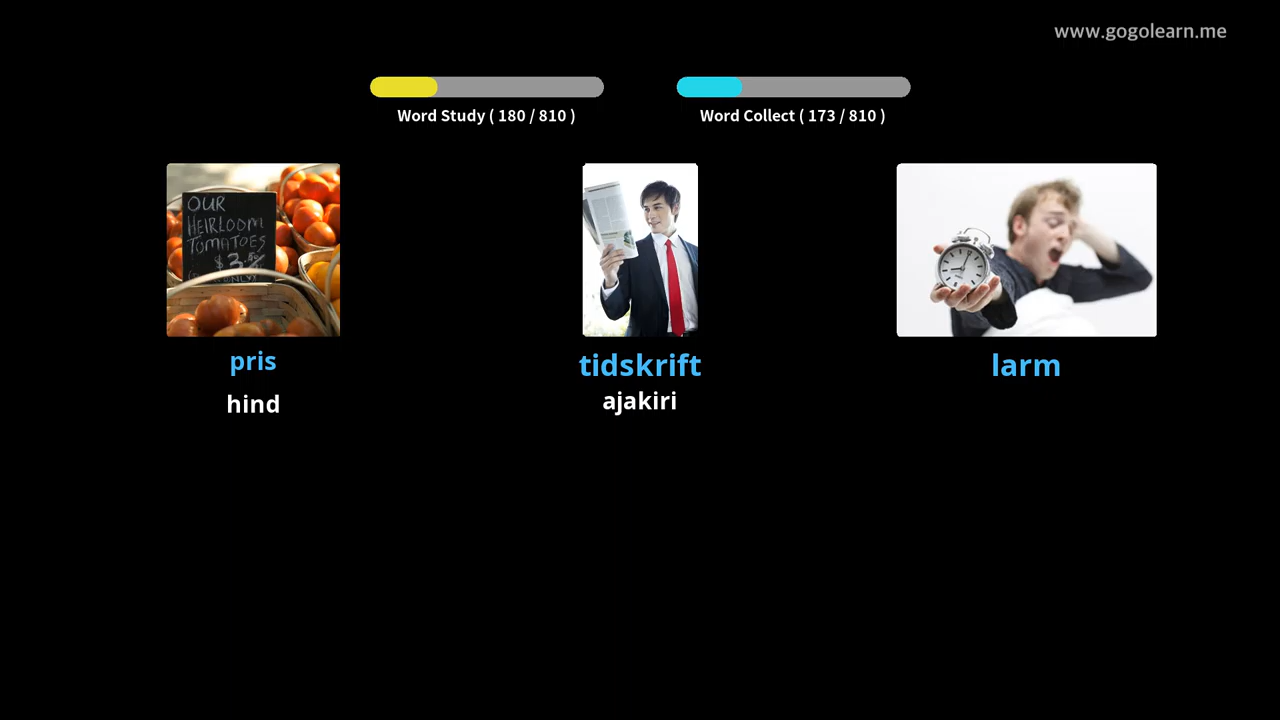 www.gogolearn.me
Word Study ( 180 / 810 )
Word Collect ( 173 / 810 )
OUR
HEIRLOOM
TOMATOES
pris
tidskrift
larm
hind
ajakiri